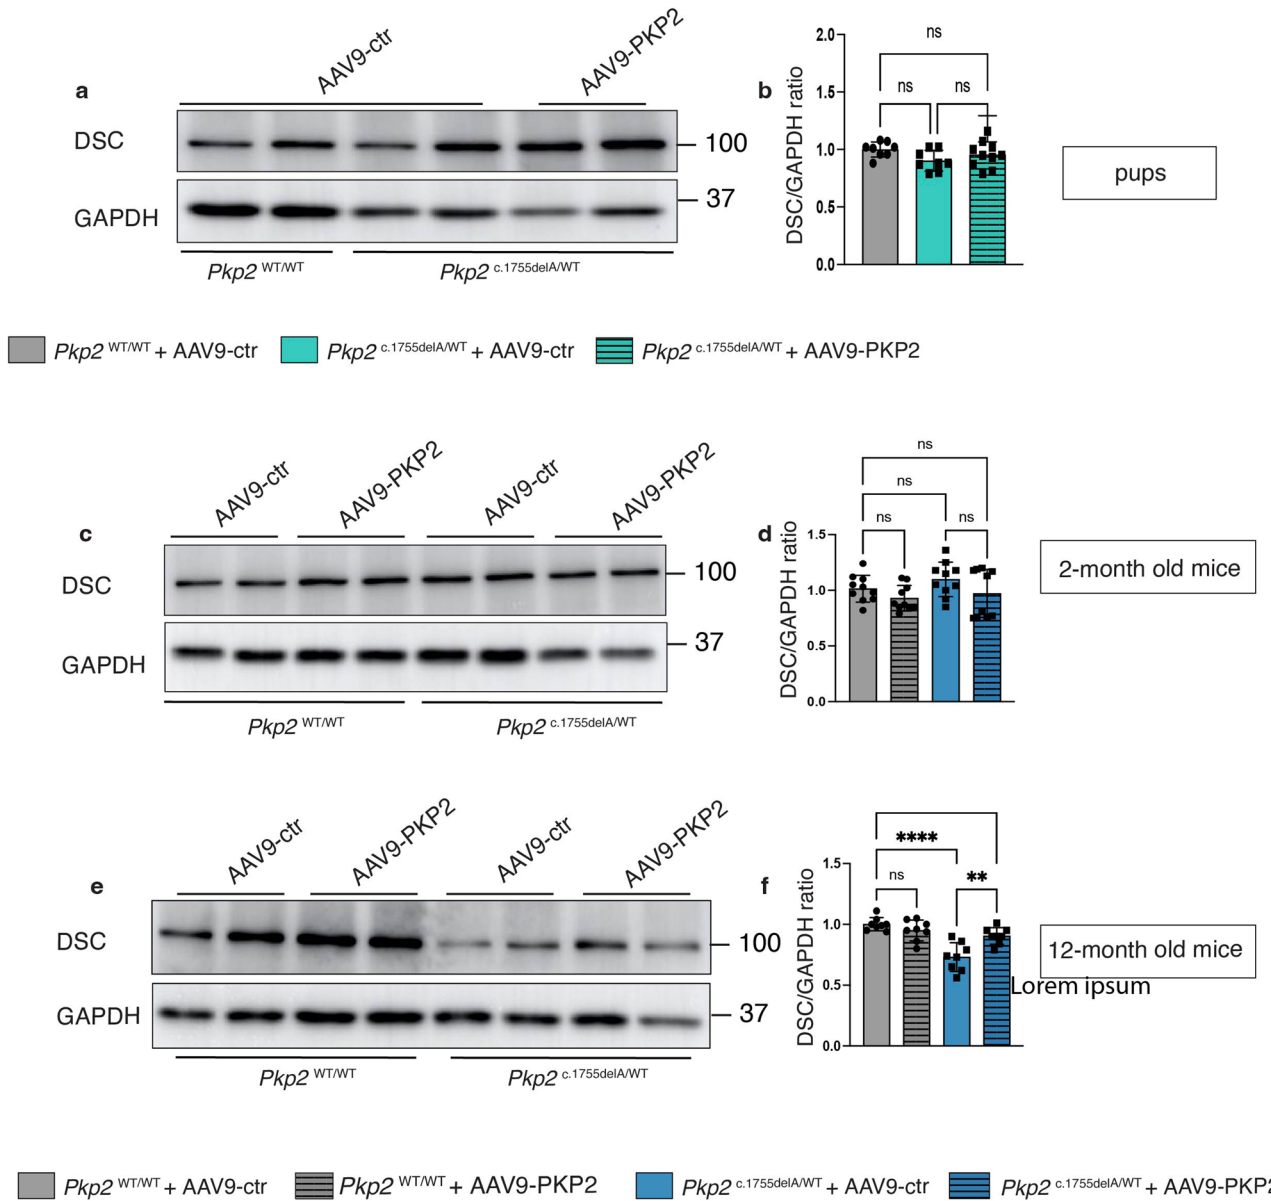 a
AAV9-ctr
AAV9-PKP2
DSC
100
GAPDH
37
Pkp2 WT/WT
Pkp2 c.1755delA/WT
b
DSC/GAPDH ratio
2.0
1.5
1.0
0.5
0.0
ns
ns
ns
pups
Pkp2 WT/WT + AAV9-ctr
Pkp2 c.1755delA/WT + AAV9-ctr
Pkp2 c.1755delA/WT + AAV9-PKP2
c
AAV9-ctr
AAV9-PKP2
AAV9-ctr
AAV9-PKP2
DSC
100
GAPDH
37
Pkp2 WT/WT
Pkp2 c.1755delA/WT
d
DSC/GAPDH ratio
1.5
1.0
0.5
0.0
ns
ns
ns
ns
2-month old mice
e
AAV9-ctr
AAV9-PKP2
AAV9-ctr
AAV9-PKP2
DSC
100
GAPDH
37
Pkp2 WT/WT
Pkp2 c.1755delA/WT
f
DSC/GAPDH ratio
1.5
1.0
0.5
0.0
****
ns
**
12-month old mice
Lorem ipsum
Pkp2 WT/WT + AAV9-ctr
Pkp2 WT/WT + AAV9-PKP2
Pkp2 c.1755delA/WT + AAV9-ctr
Pkp2 c.1755delA/WT + AAV9-PKP2